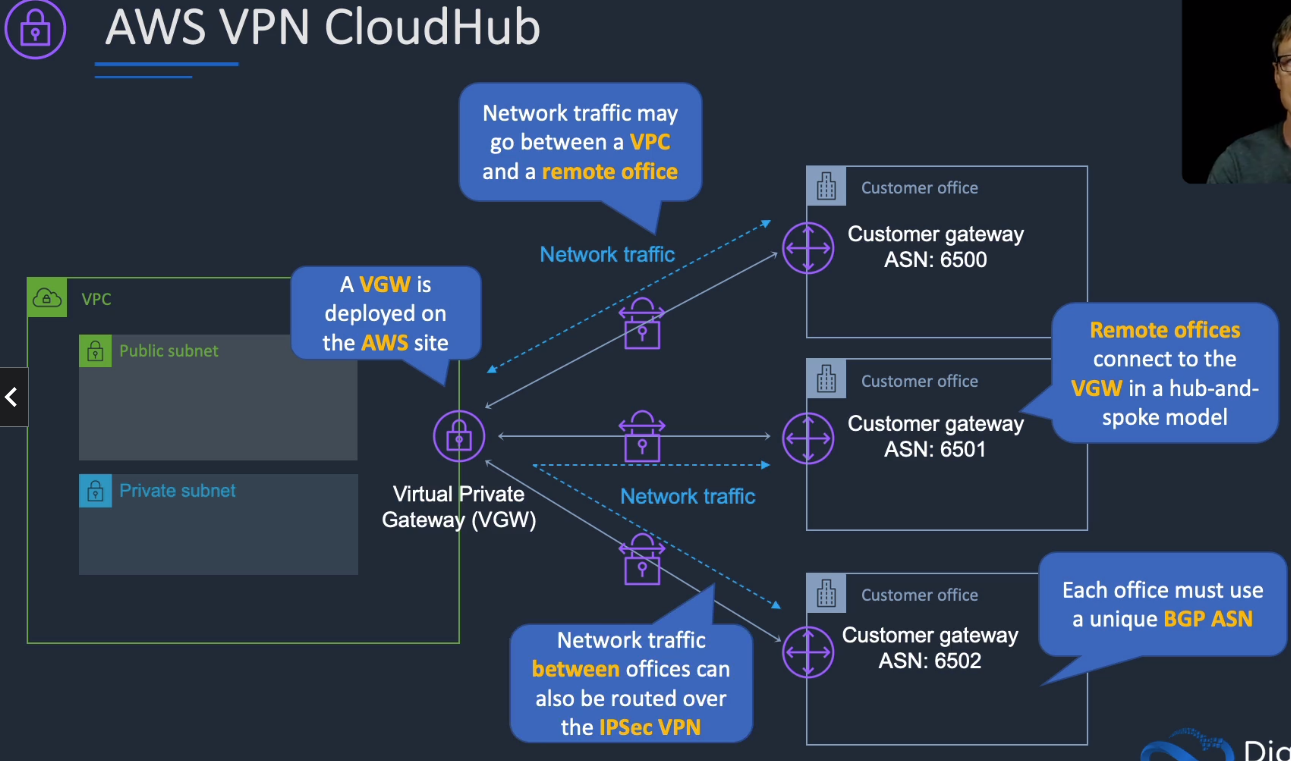 AWS VPN CloudHub
Network traffic may
go between a VPC
and a remote office
Customer office
Customer gateway
ASN: 6500
Network traffic
A VGW is
deployed on
the AWS site
VPC
Public subnet
Remote offices
connect to the
VGW in a hub-and-
spoke model
Customer office
Customer gateway
ASN: 6501
Private subnet
Virtual Private
Gateway (VGW)
Network traffic
Customer office
Customer gateway
ASN: 6502
Each office must use
a unique BGP ASN
Network traffic
between offices can
also be routed over
the IPSec VPN